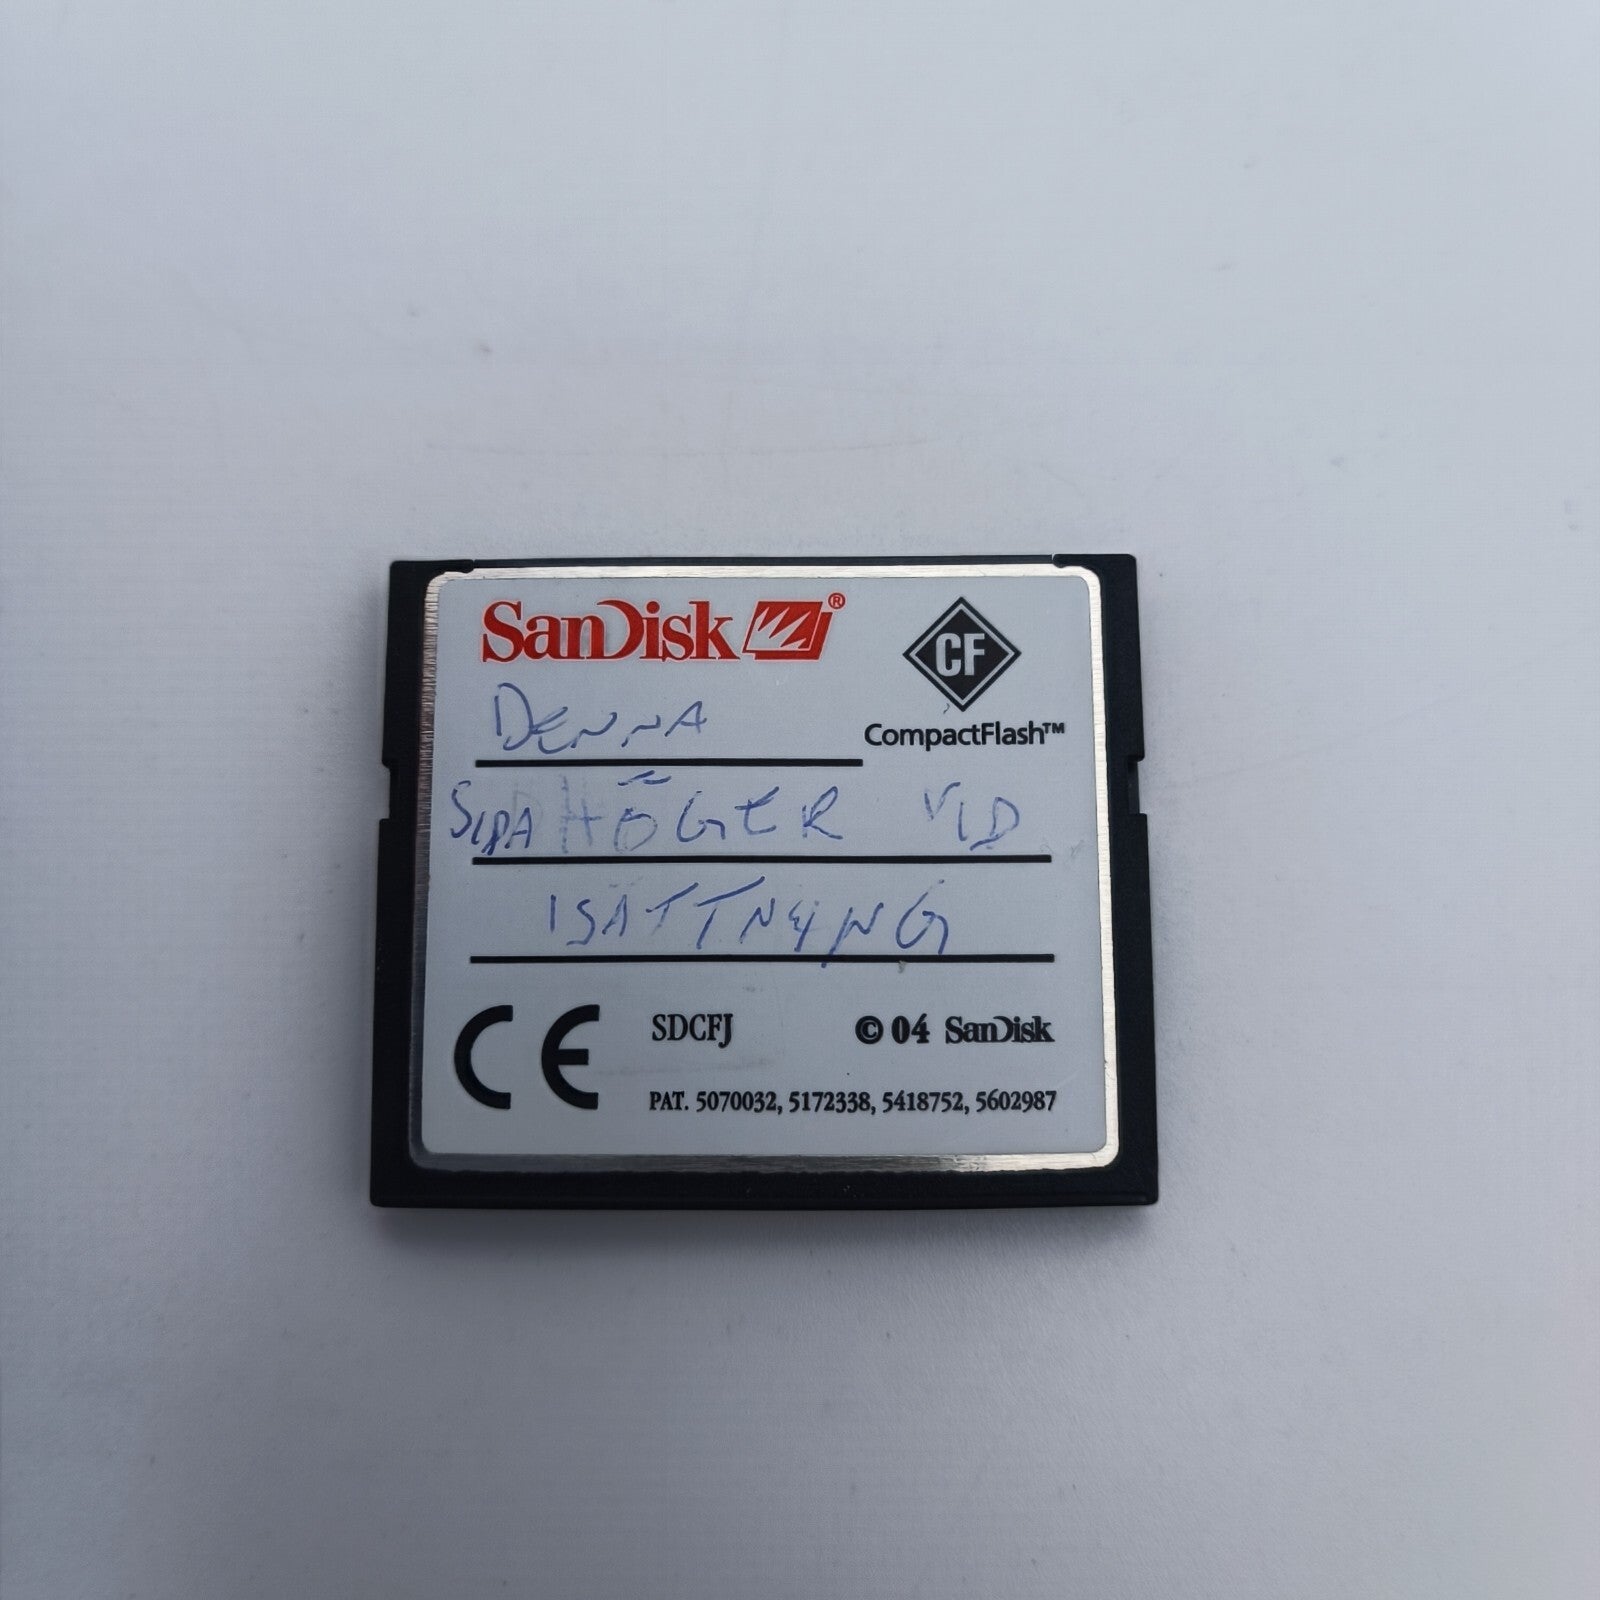 SanDisk ®
CF
CompactFlash™
DENNA
SIDA HÖGER VID
ISÄTTNING
CE
SDCFJ © 04 SanDisk
PAT. 5070032, 5172338, 5418752, 5602987